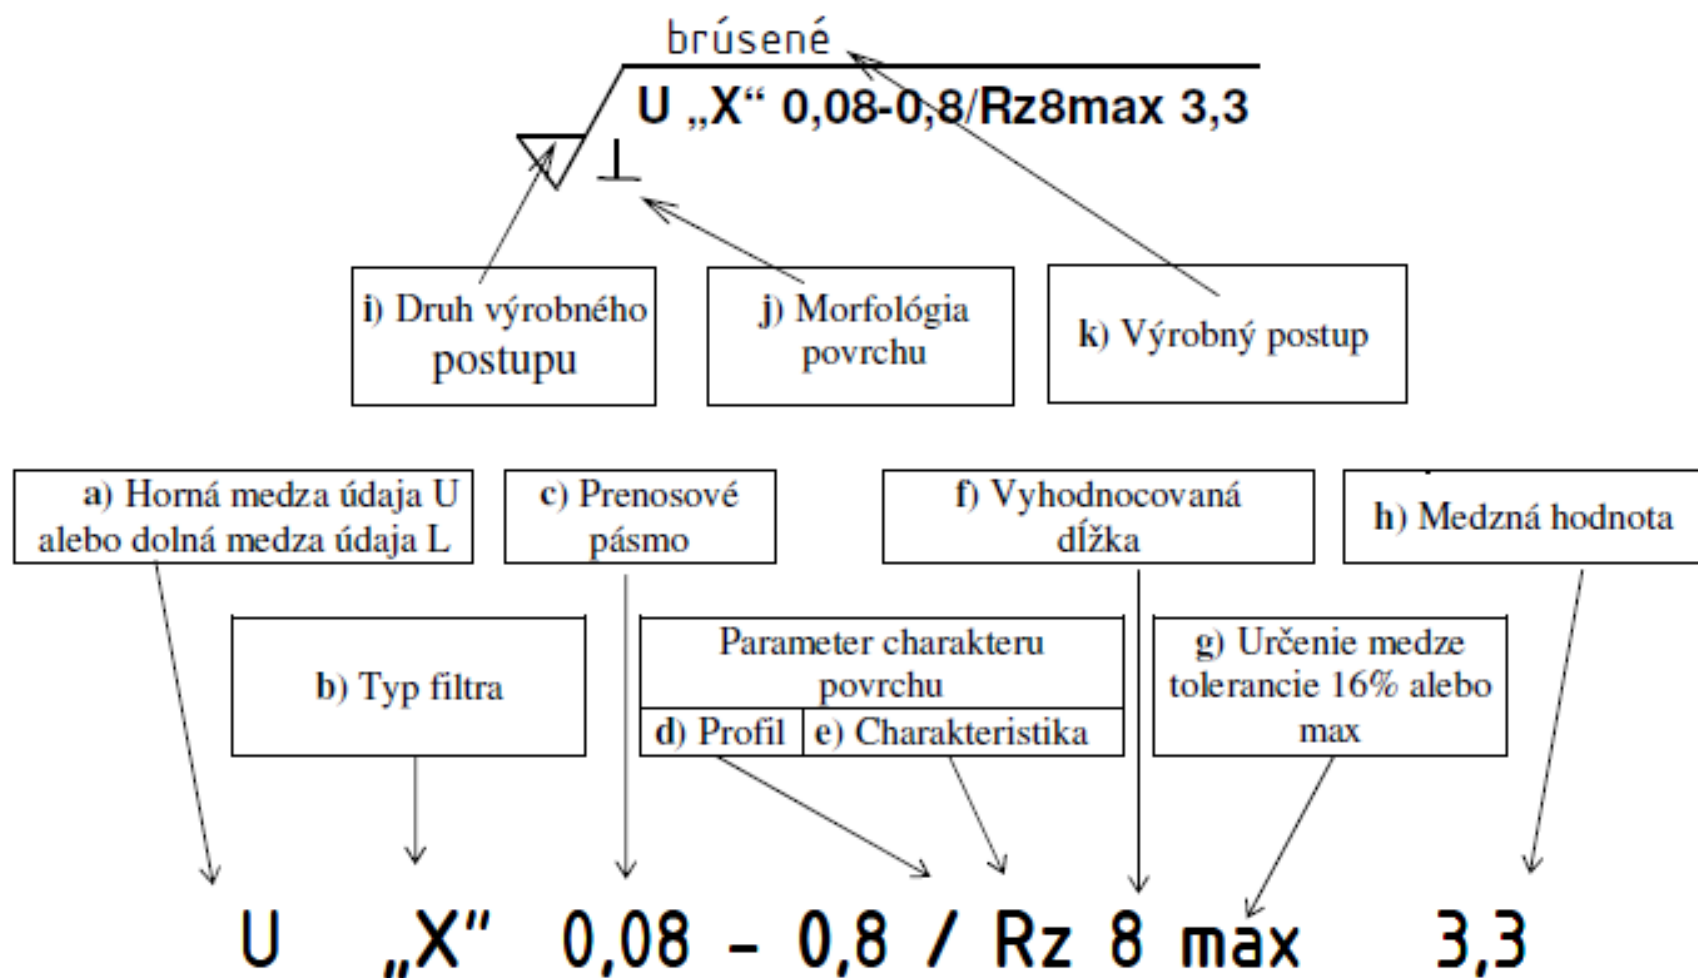 brúsené
U „X“ 0,08-0,8/Rz8max 3,3
⊥
i) Druh výrobného
postupu
j) Morfológia
povrchu
k) Výrobný postup
a) Horná medza údaja U
alebo dolná medza údaja L
c) Prenosové
pásmo
f) Vyhodnocovaná
dĺžka
h) Medzná hodnota
b) Typ filtra
Parameter charakteru
povrchu
d) Profil
e) Charakteristika
g) Určenie medze
tolerancie 16% alebo
max
U „X“ 0,08 – 0,8 / Rz 8 max 3,3